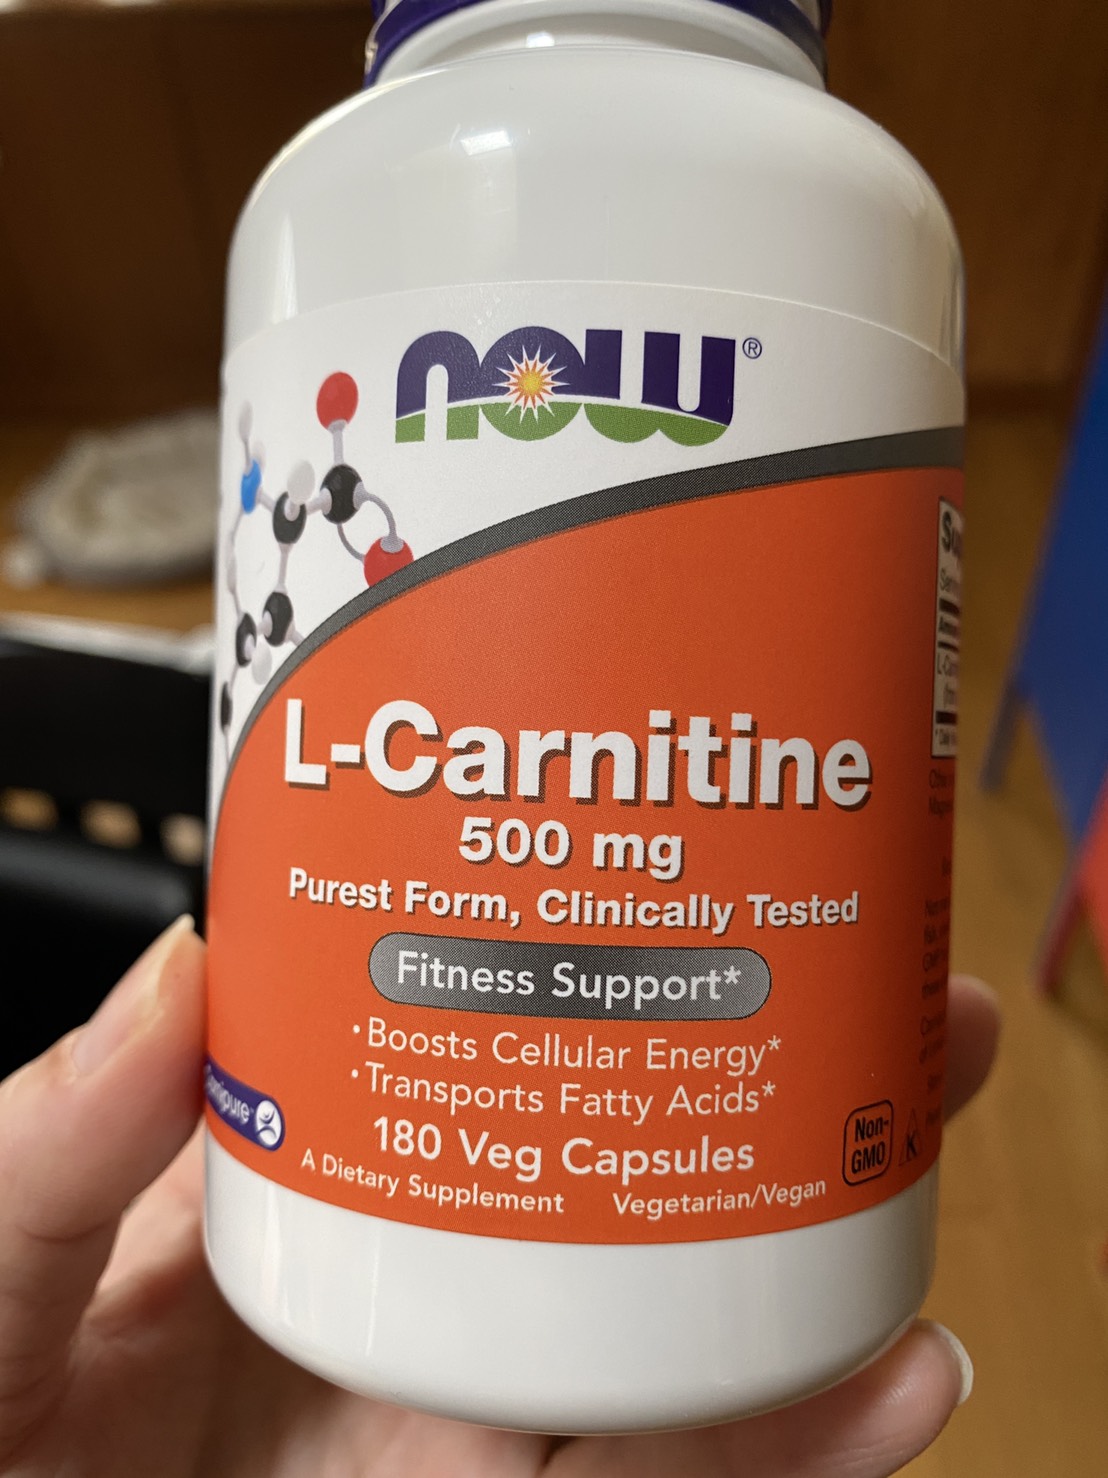 NOW®
L-Carnitine
500 mg
Purest Form, Clinically Tested
Fitness Support*
• Boosts Cellular Energy*
• Transports Fatty Acids*
180 Veg Capsules
A Dietary Supplement Vegetarian/Vegan
Non-
GMO
K